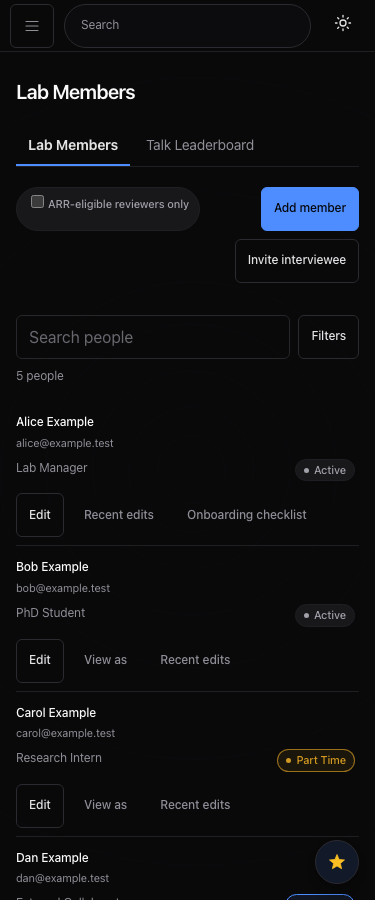 Search
Lab Members
Lab Members
Talk Leaderboard
ARR-eligible reviewers only
Add member
Invite interviewee
Search people
Filters
5 people
Alice Example
alice@example.test
Lab Manager
Active
Edit
Recent edits
Onboarding checklist
Bob Example
bob@example.test
PhD Student
Active
Edit
View as
Recent edits
Carol Example
carol@example.test
Research Intern
Part Time
Edit
View as
Recent edits
Dan Example
dan@example.test